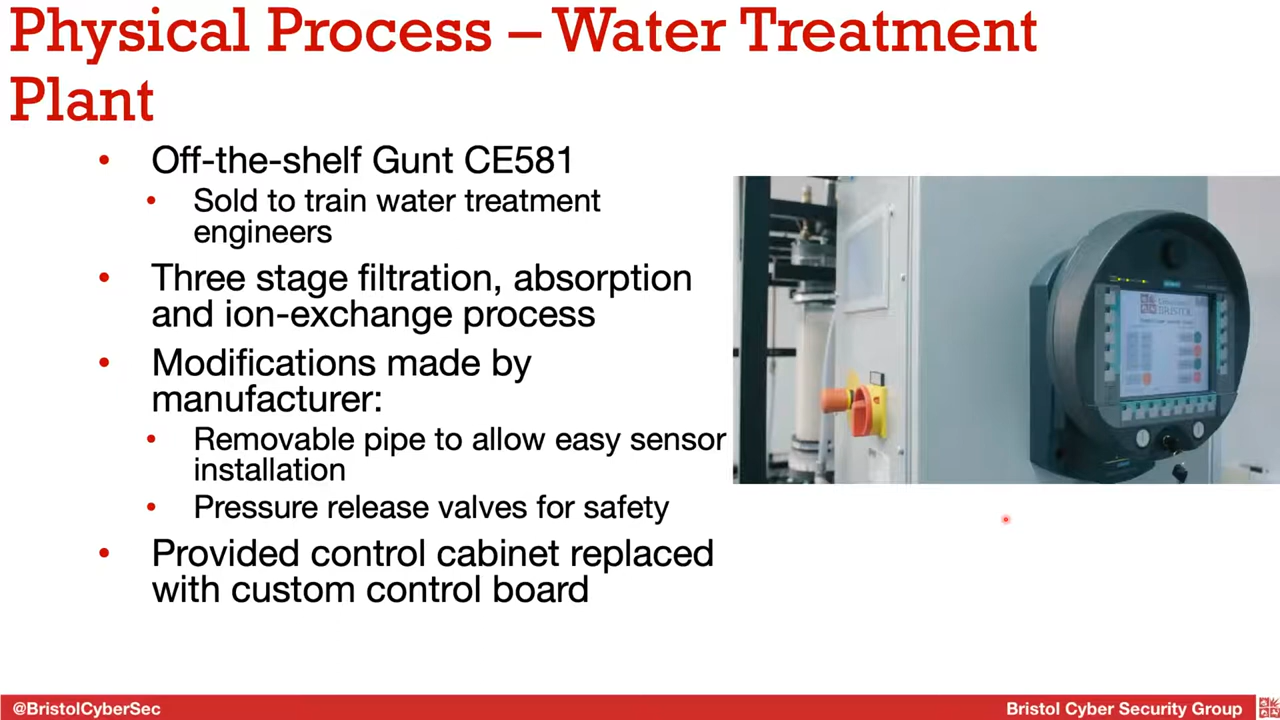 Physical Process – Water Treatment
Plant
• Off-the-shelf Gunt CE581
• Sold to train water treatment
engineers
• Three stage filtration, absorption
and ion-exchange process
• Modifications made by
manufacturer:
• Removable pipe to allow easy sensor
installation
• Pressure release valves for safety
• Provided control cabinet replaced
with custom control board
BRISTOL
@BristolCyberSec
Bristol Cyber Security Group